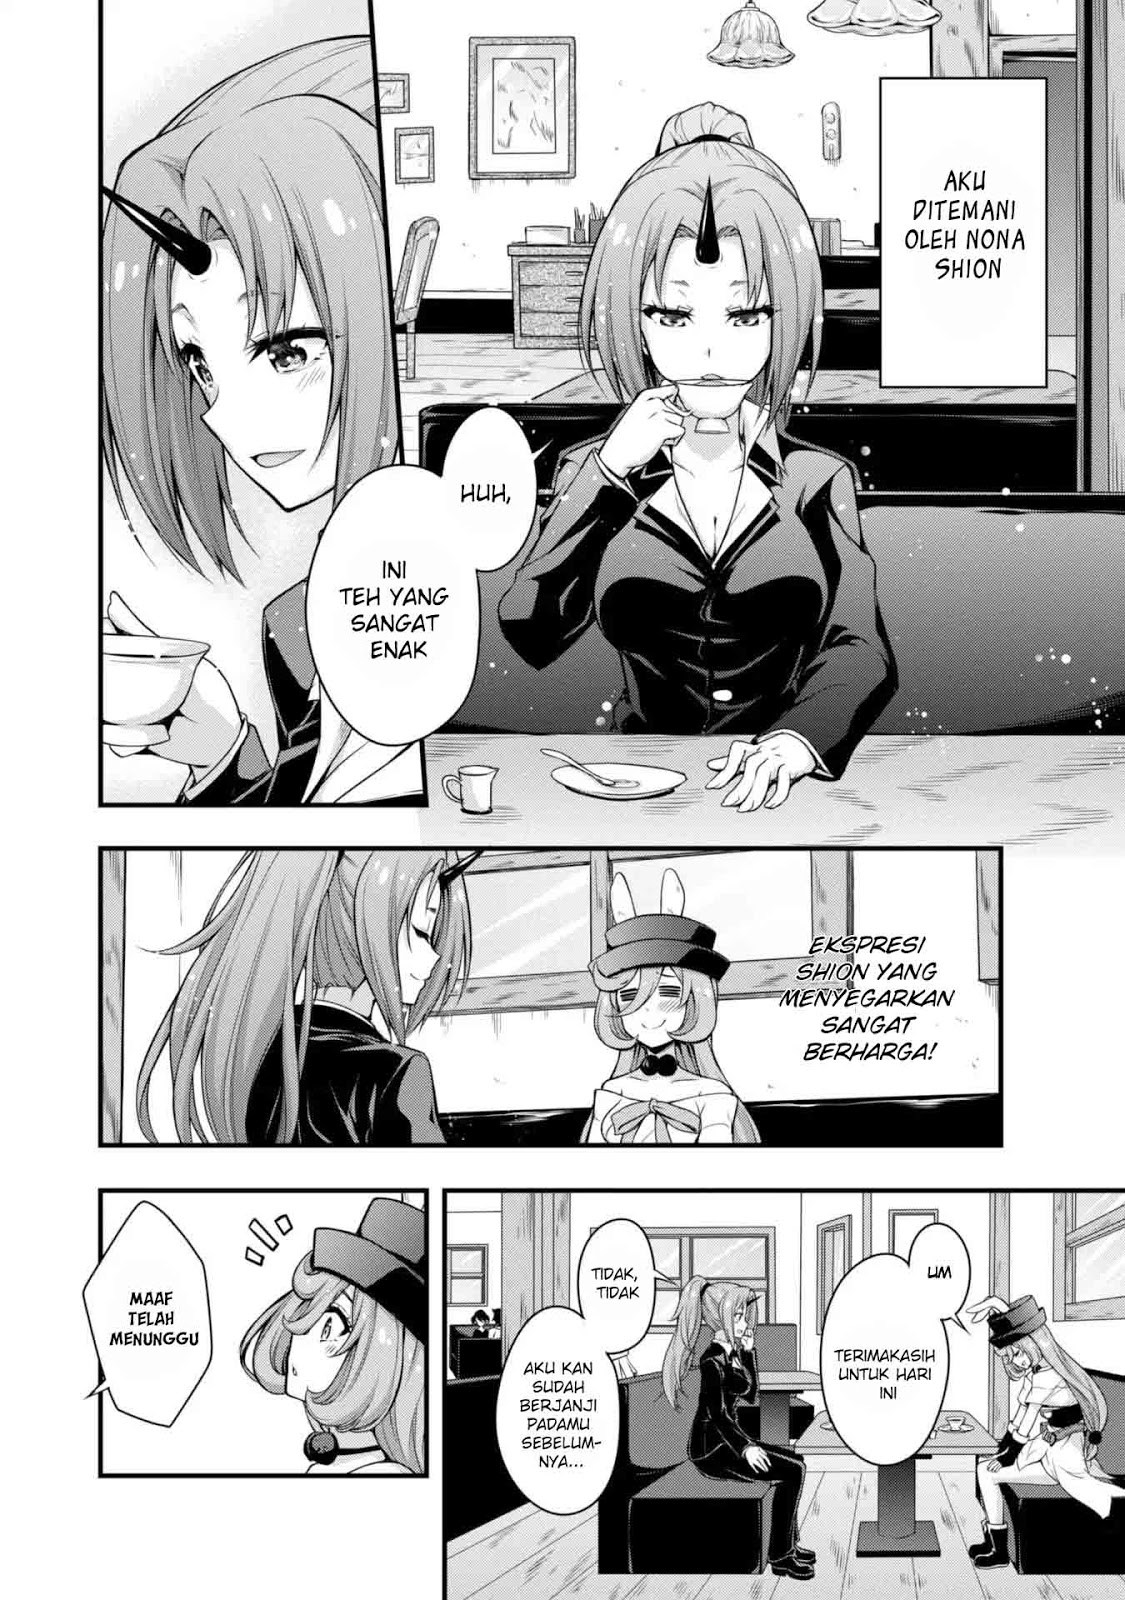 AKU
DITEMANI
OLEH NONA
SHION
HUH,
INI
TEH YANG
SANGAT
ENAK
EKSPRESI
SHION YANG
MENYEGARKAN
SANGAT
BERHARGA!
UM
TERIMAKASIH
UNTUK HARI
INI
TIDAK,
TIDAK
AKU KAN
SUDAH
BERJANJI
PADAMU
SEBELUM-
NYA...
MAAF
TELAH
MENUNGGU